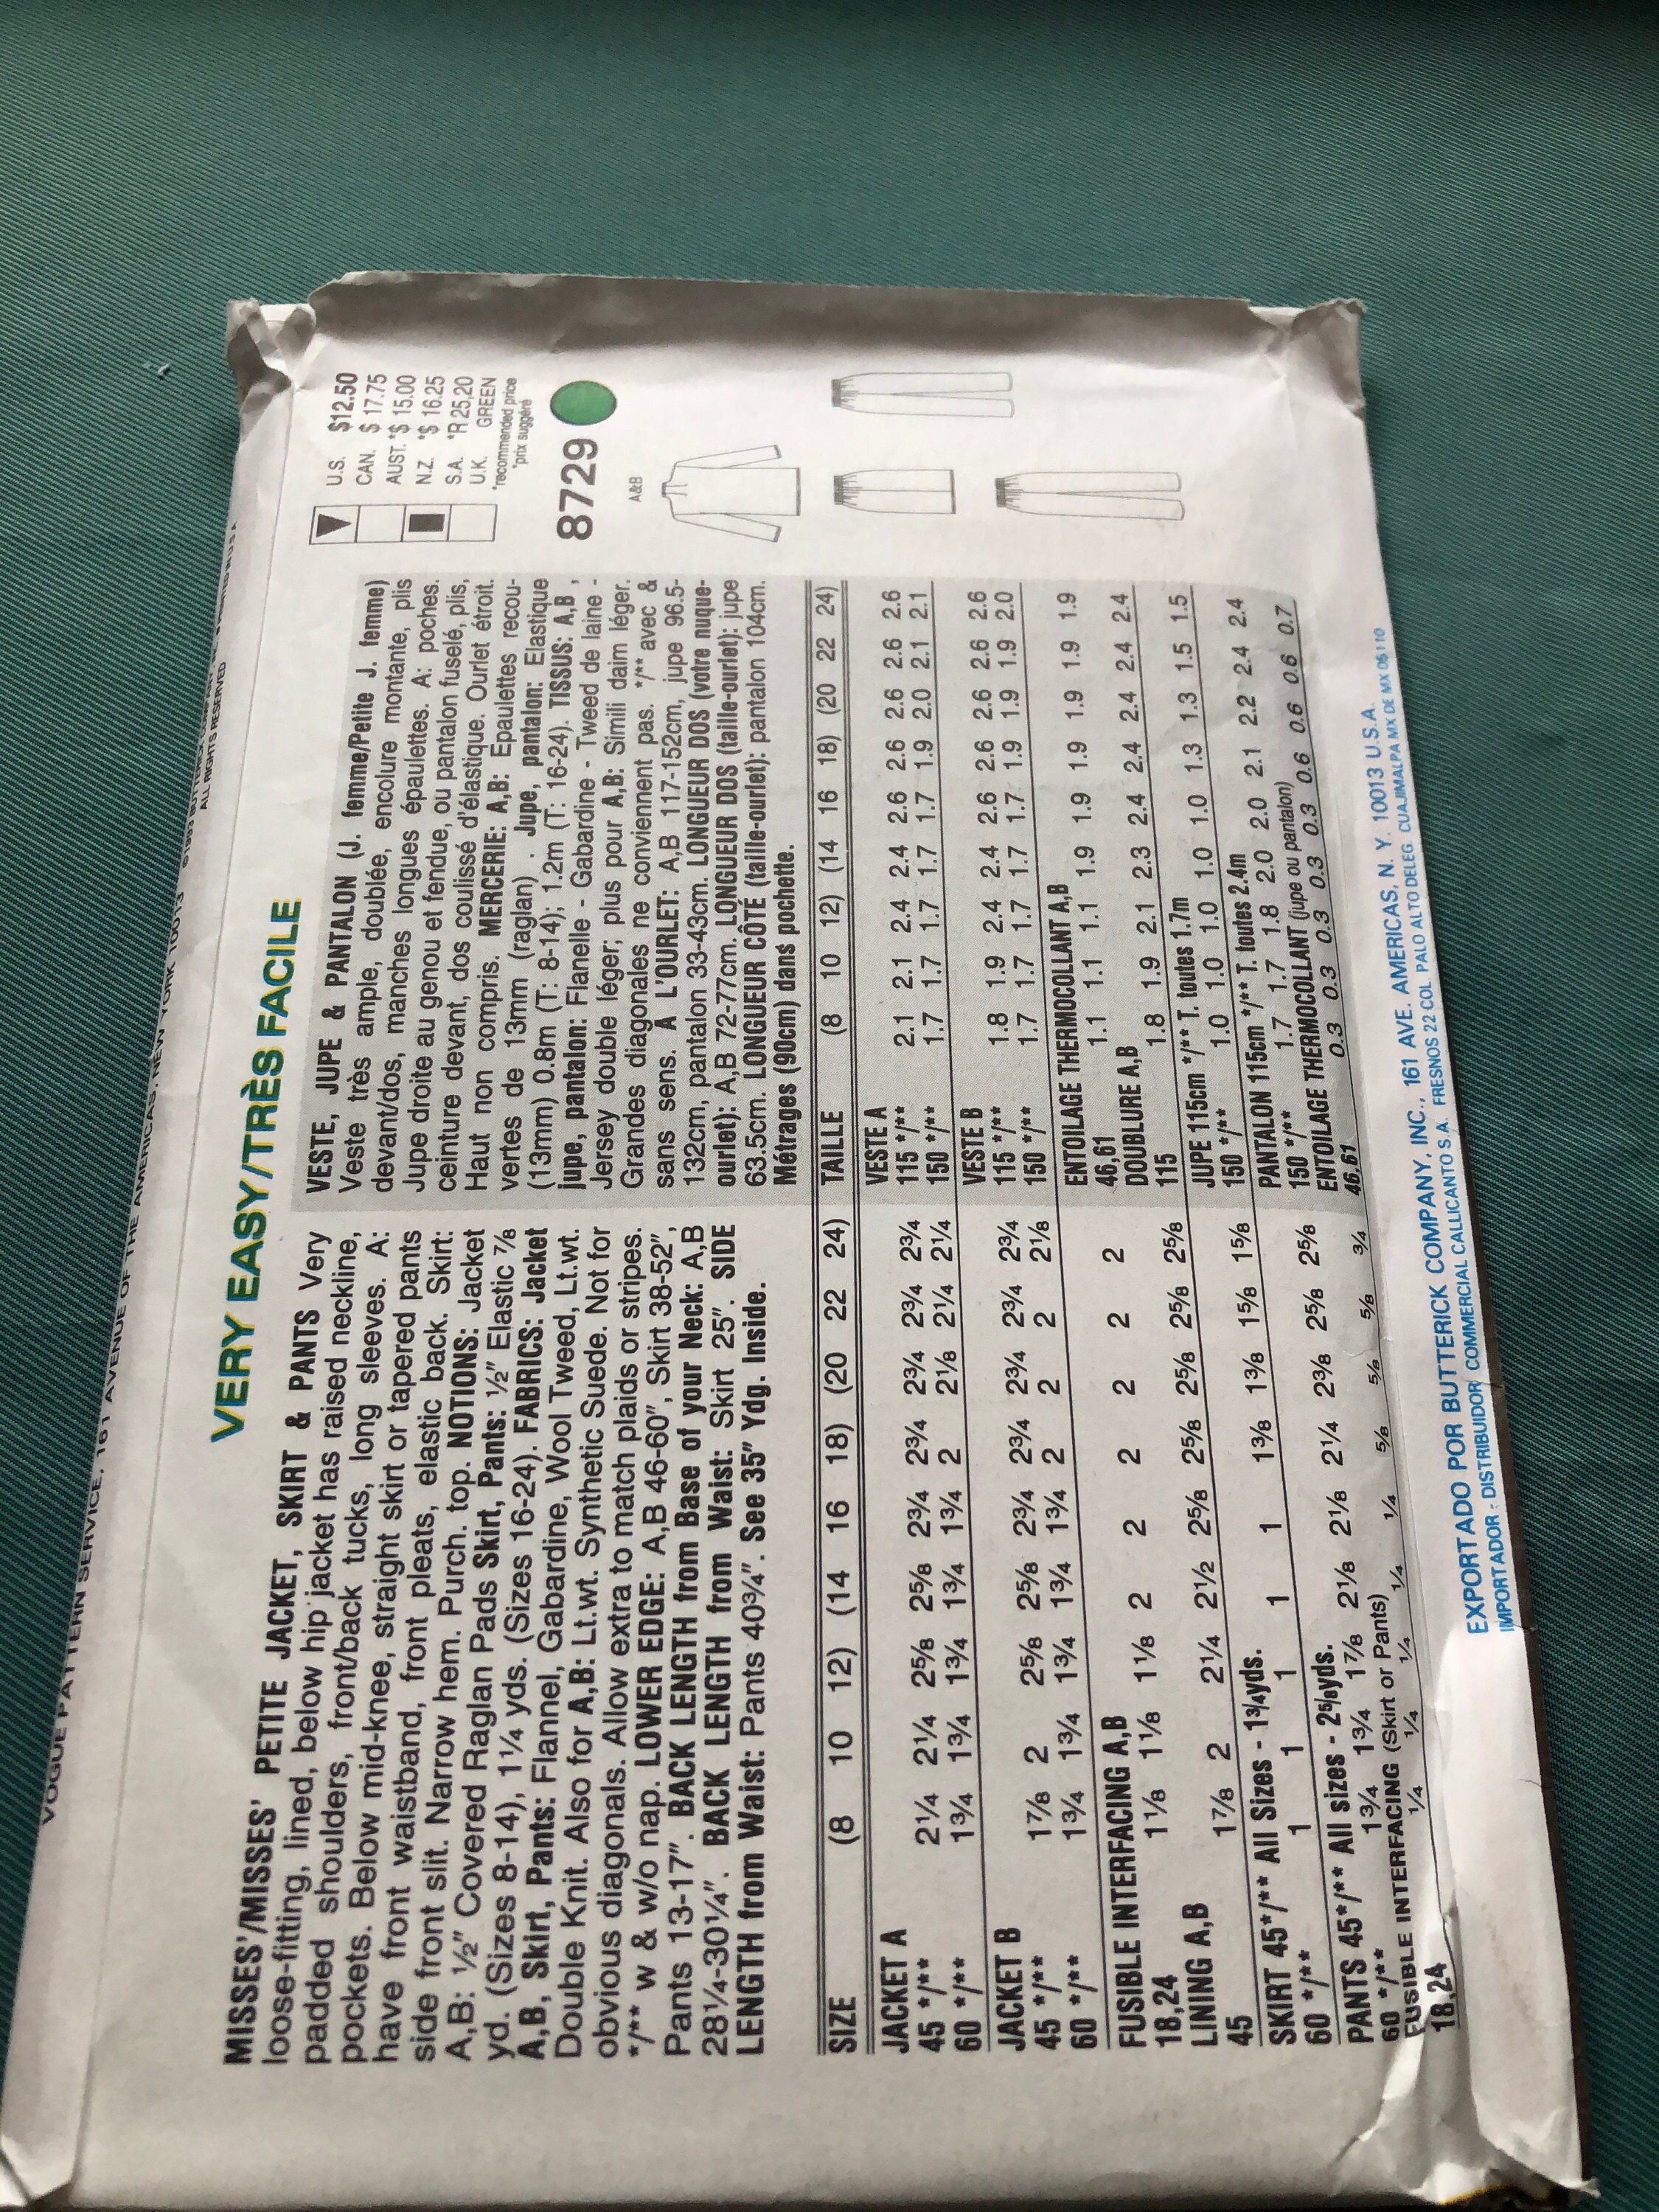 VOGUE PATTERN SERVICE, 161 AVENUE OF THE AMERICAS, NEW YORK 10013
ALL RIGHTS RESERVED
VERY EASY/TRÈS FACILE
MISSES'/MISSES' PETITE JACKET, SKIRT & PANTS Very
loose-fitting, lined, below hip jacket has raised neckline,
padded shoulders, front/back tucks, long sleeves. A:
pockets. Below mid-knee, straight skirt or tapered pants
have front waistband, front pleats, elastic back. Skirt:
side front slit. Narrow hem. Purch. top. NOTIONS: Jacket
A,B: ½" Covered Raglan Pads Skirt, Pants: ½" Elastic ⅞
yd. (Sizes 8-14), 1¼ yds. (Sizes 16-24). FABRICS: Jacket
A,B, Skirt, Pants: Flannel, Gabardine, Wool Tweed, Lt.wt.
Double Knit. Also for A,B: Lt.wt. Synthetic Suede. Not for
obvious diagonals. Allow extra to match plaids or stripes.
*/** w & w/o nap. LOWER EDGE: A,B 46-60", Skirt 38-52",
Pants 13-17". BACK LENGTH from Base of your Neck: A,B
28¼-30¼". BACK LENGTH from Waist: Skirt 25". SIDE
LENGTH from Waist: Pants 40¾". See 35" Ydg. Inside.
VESTE, JUPE & PANTALON (J. femme/Petite J. femme)
Veste très ample, doublée, encolure montante, plis
devant/dos, manches longues épaulettes. A: poches.
Jupe droite au genou et fendue, ou pantalon fuselé, plis,
ceinture devant, dos coulissé d'élastique. Ourlet étroit.
Haut non compris. MERCERIE: A,B: Epaulettes recou-
vertes de 13mm (raglan) . Jupe, pantalon: Elastique
(13mm) 0.8m (T: 8-14); 1.2m (T: 16-24). TISSUS: A,B ,
jupe, pantalon: Flanelle - Gabardine - Tweed de laine -
Jersey double léger; plus pour A,B: Simili daim léger.
Grandes diagonales ne conviennent pas. */** avec &
sans sens. A L'OURLET: A,B 117-152cm, jupe 96.5-
132cm, pantalon 33-43cm. LONGUEUR DOS (votre nuque-
ourlet): A,B 72-77cm. LONGUEUR DOS (taille-ourlet): jupe
63.5cm. LONGUEUR CÔTÉ (taille-ourlet): pantalon 104cm.
Métrages (90cm) dans pochette.
U.S. $12.50
CAN. $ 17.75
AUST. *$ 15.00
N.Z. *$ 16.25
S.A. *R 25,20
U.K. GREEN
*recommended price
*prix suggéré
8729
A&B
SIZE (8 10 12) (14 16 18) (20 22 24)
JACKET A
45 */** 2¼ 2¼ 2⅝ 2⅝ 2¾ 2¾ 2¾ 2¾ 2¾
60 */** 1¾ 1¾ 1¾ 1¾ 1¾ 2 2⅛ 2¼ 2¼
JACKET B
45 */** 1⅞ 2 2⅝ 2⅝ 2¾ 2¾ 2¾ 2¾ 2¾
60 */** 1¾ 1¾ 1¾ 1¾ 1¾ 2 2 2 2⅛
FUSIBLE INTERFACING A,B
18,24 1⅛ 1⅛ 1⅛ 2 2 2 2 2 2
LINING A,B
45 1⅞ 2 2¼ 2½ 2⅝ 2⅝ 2⅝ 2⅝ 2⅝
SKIRT 45*/** All Sizes - 1¾yds.
60 */** 1 1 1 1 1 1⅜ 1⅜ 1⅝ 1⅝
PANTS 45*/** All sizes - 2⅝yds.
60 */** 1¾ 1¾ 1⅞ 2⅛ 2⅛ 2¼ 2⅜ 2⅝ 2⅝
FUSIBLE INTERFACING (Skirt or Pants)
18,24 ¼ ¼ ¼ ¼ ¼ ⅝ ⅝ ⅝ ¾
TAILLE (8 10 12) (14 16 18) (20 22 24)
VESTE A
115 */** 2.1 2.1 2.4 2.4 2.6 2.6 2.6 2.6 2.6
150 */** 1.7 1.7 1.7 1.7 1.7 1.9 2.0 2.1 2.1
VESTE B
115 */** 1.8 1.9 2.4 2.4 2.6 2.6 2.6 2.6 2.6
150 */** 1.7 1.7 1.7 1.7 1.7 1.9 1.9 1.9 2.0
ENTOILAGE THERMOCOLLANT A,B
46,61 1.1 1.1 1.1 1.9 1.9 1.9 1.9 1.9 1.9
DOUBLURE A,B
115 1.8 1.9 2.1 2.3 2.4 2.4 2.4 2.4 2.4
JUPE 115cm */** T. toutes 1.7m
150 */** 1.0 1.0 1.0 1.0 1.0 1.3 1.3 1.5 1.5
PANTALON 115cm */** T. toutes 2.4m
150 */** 1.7 1.7 1.8 2.0 2.0 2.1 2.2 2.4 2.4
ENTOILAGE THERMOCOLLANT (jupe ou pantalon)
46,61 0.3 0.3 0.3 0.3 0.3 0.6 0.6 0.6 0.7
EXPORTADO POR BUTTERICK COMPANY, INC., 161 AVE. AMERICAS, N. Y. 10013 U.S.A.
IMPORTADOR - DISTRIBUIDOR COMMERCIAL CALLICANTO S.A. FRESNOS 22 COL PALO ALTO DELEG. CUAJIMALPA MX DE MX 05110